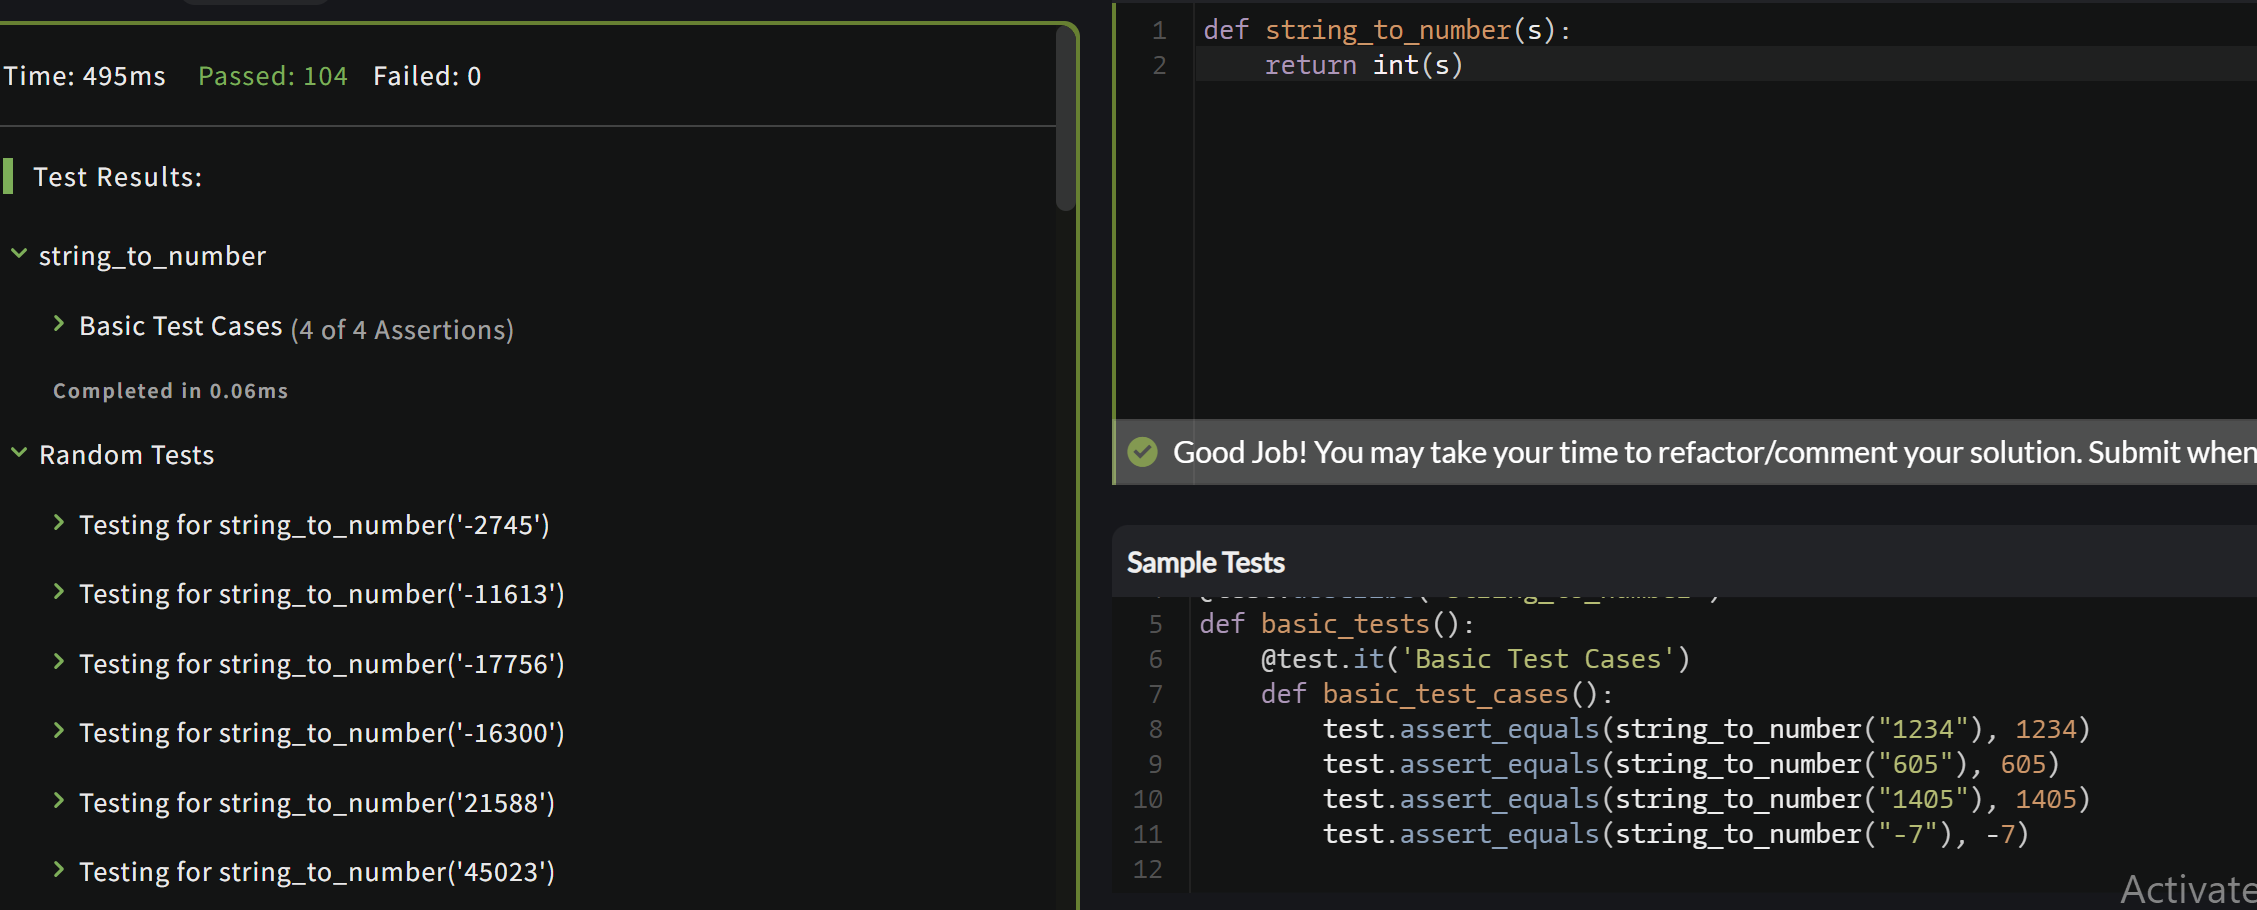 Time: 495ms Passed: 104 Failed: 0
Test Results:
string_to_number
Basic Test Cases (4 of 4 Assertions)
Completed in 0.06ms
Random Tests
Testing for string_to_number('-2745')
Testing for string_to_number('-11613')
Testing for string_to_number('-17756')
Testing for string_to_number('-16300')
Testing for string_to_number('21588')
Testing for string_to_number('45023')
1 def string_to_number(s):
2     return int(s)
Good Job! You may take your time to refactor/comment your solution. Submit when
Sample Tests
5 def basic_tests():
6     @test.it('Basic Test Cases')
7     def basic_test_cases():
8         test.assert_equals(string_to_number("1234"), 1234)
9         test.assert_equals(string_to_number("605"), 605)
10         test.assert_equals(string_to_number("1405"), 1405)
11         test.assert_equals(string_to_number("-7"), -7)
12
Activate